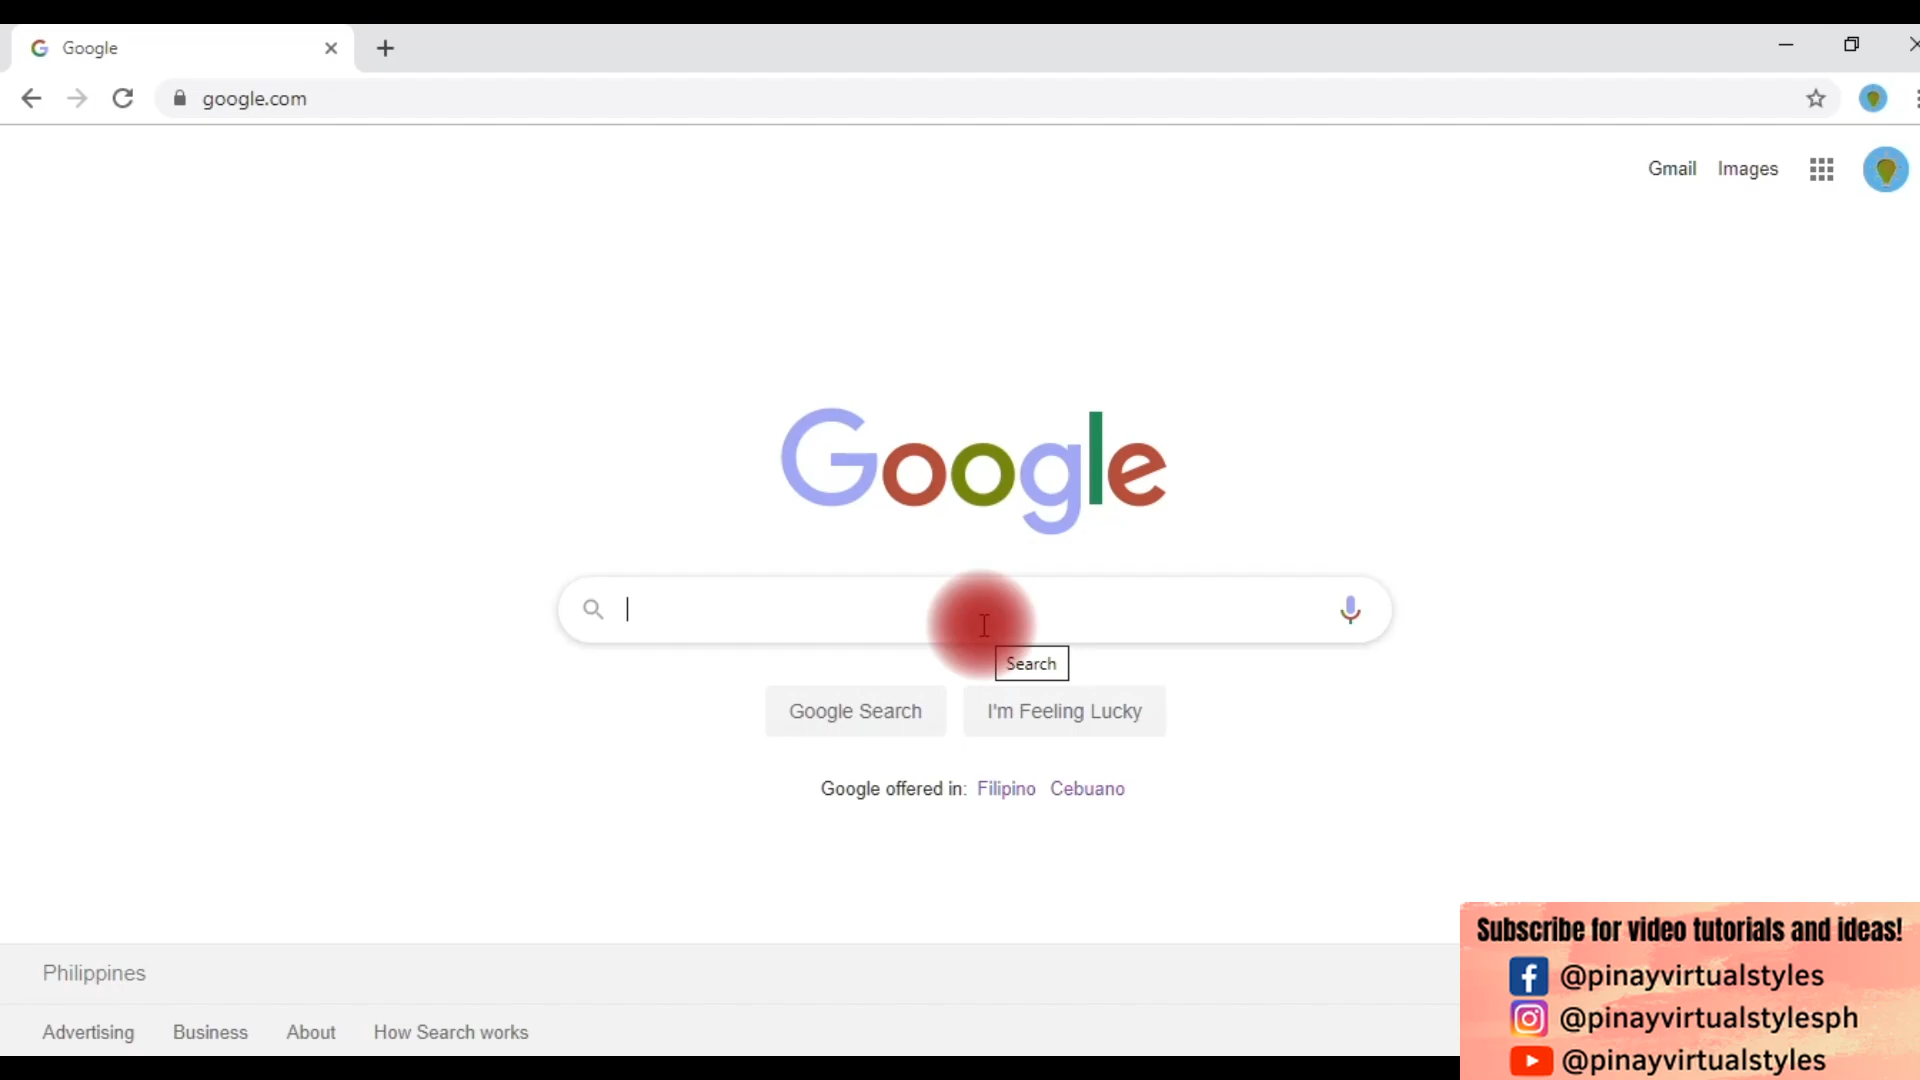 Google
google.com
Gmail Images
Google
Search
Google Search I'm Feeling Lucky
Google offered in: Filipino Cebuano
Philippines
Advertising Business About How Search works
Subscribe for video tutorials and ideas!
@pinayvirtualstyles
@pinayvirtualstylesph
@pinayvirtualstyles